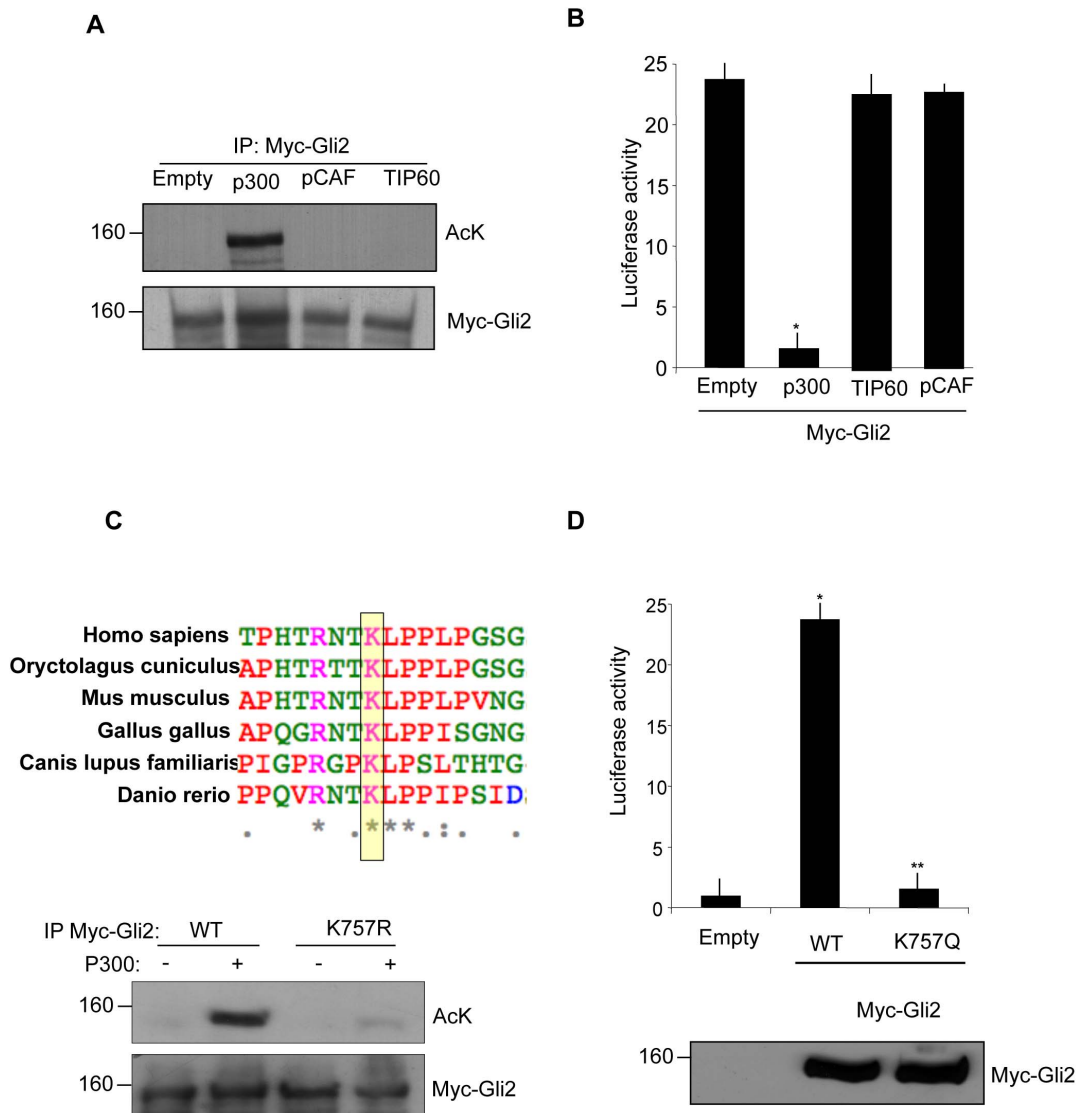 A
IP: Myc-Gli2
Empty p300 pCAF TIP60
160 AcK
160 Myc-Gli2
B
Luciferase activity
25
20
15
10
5
0
Empty p300 TIP60 pCAF
*
Myc-Gli2
C
Homo sapiens TPHTRNTKLPPLPGSG
Oryctolagus cuniculus APHTRTTKLPPLPGSG
Mus musculus APHTRNTKLPPLPVNG
Gallus gallus APQGRNTKLPPISGNG
Canis lupus familiaris PIGPRGPKLPSLTHTG
Danio rerio PPQVRNTKLPPIPSID
. * .***.:. .
IP Myc-Gli2: WT K757R
P300: - + - +
160 AcK
160 Myc-Gli2
D
Luciferase activity
25
20
15
10
5
0
*
**
Empty WT K757Q
Myc-Gli2
160 Myc-Gli2